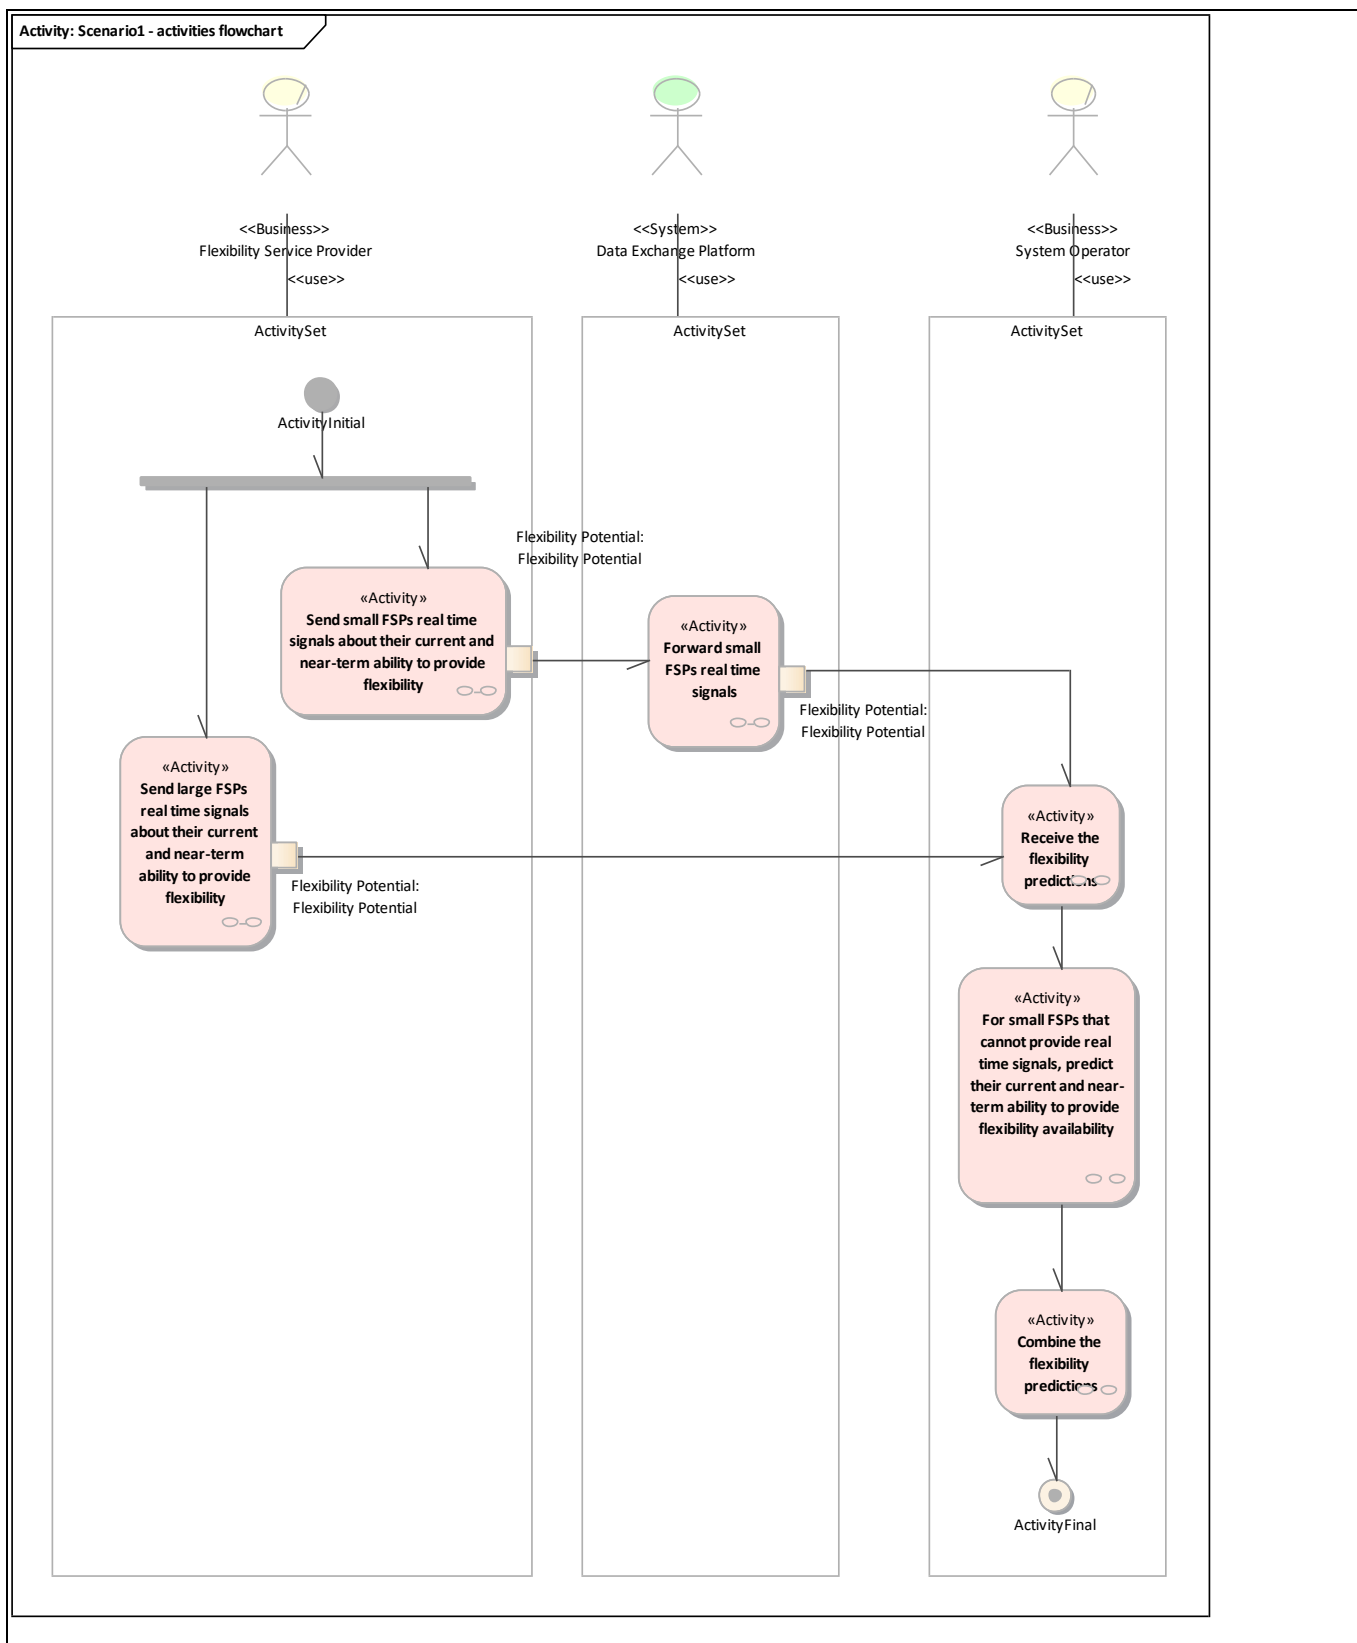 Activity: Scenario1 - activities flowchart
<<Business>>
Flexibility Service Provider
<<use>>
<<System>>
Data Exchange Platform
<<use>>
<<Business>>
System Operator
<<use>>
ActivitySet
ActivitySet
ActivitySet
ActivityInitial
Flexibility Potential:
Flexibility Potential
«Activity»
Send small FSPs real time
signals about their current and
near-term ability to provide
flexibility
«Activity»
Forward small
FSPs real time
signals
Flexibility Potential:
Flexibility Potential
«Activity»
Send large FSPs
real time signals
about their current
and near-term
ability to provide
flexibility
Flexibility Potential:
Flexibility Potential
«Activity»
Receive the
flexibility
predictions
«Activity»
For small FSPs that
cannot provide real
time signals, predict
their current and near-
term ability to provide
flexibility availability
«Activity»
Combine the
flexibility
predictions
ActivityFinal